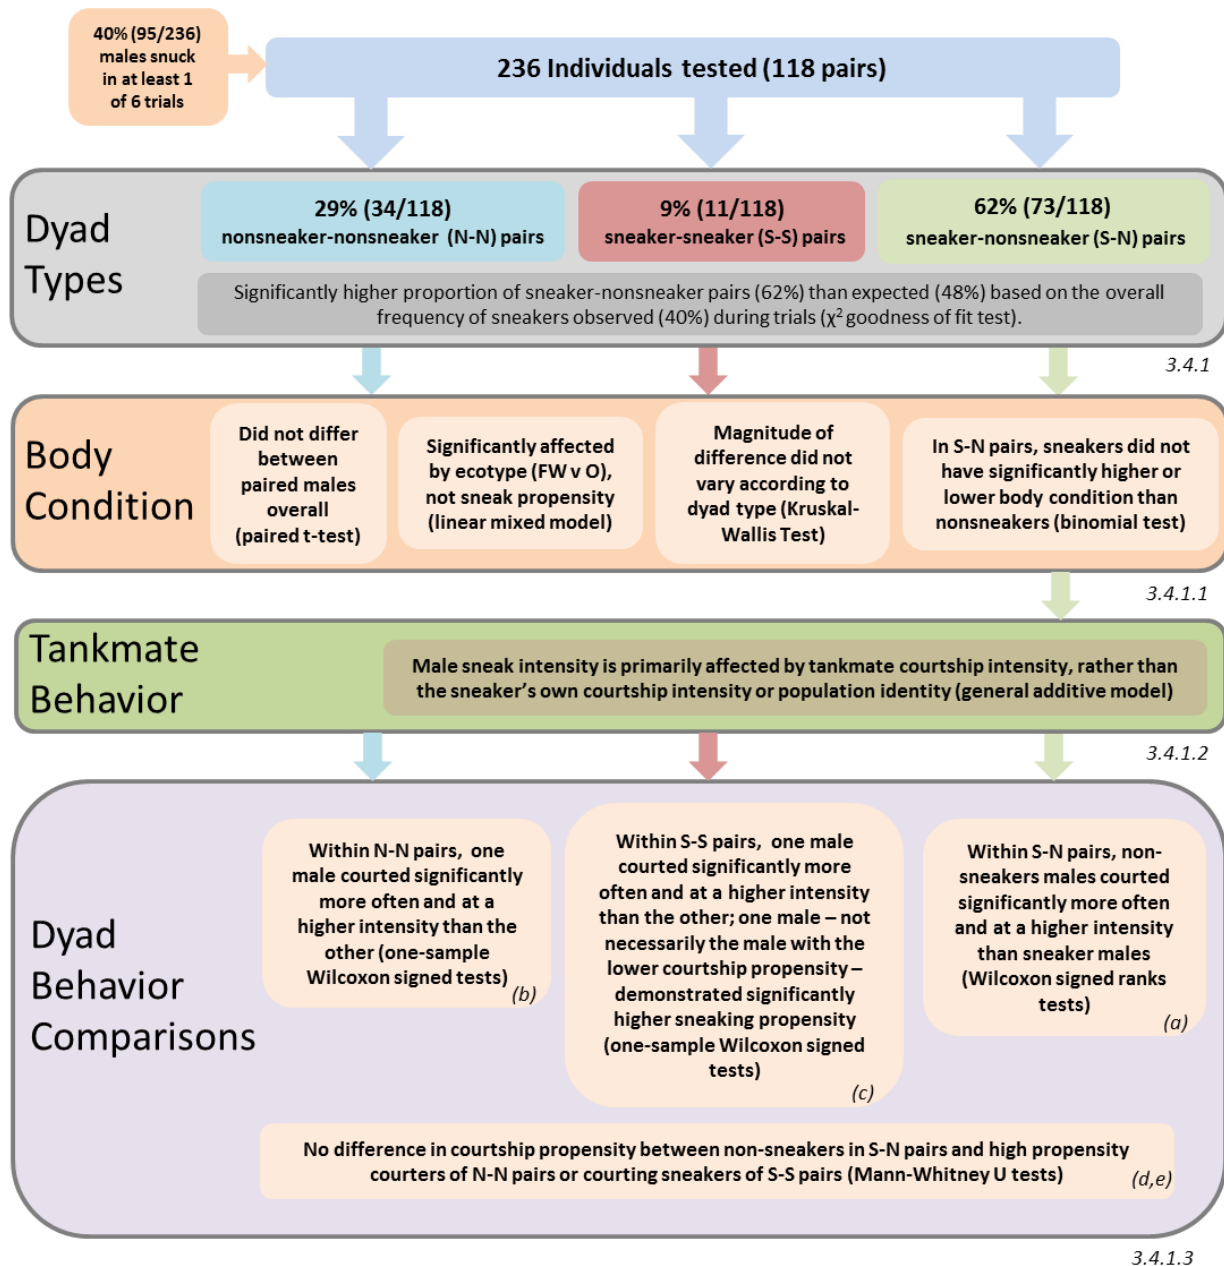 40% (95/236)
males snuck
in at least 1
of 6 trials
236 Individuals tested (118 pairs)
Dyad
Types
29% (34/118)
nonsneaker-nonsneaker (N-N) pairs
9% (11/118)
sneaker-sneaker (S-S) pairs
62% (73/118)
sneaker-nonsneaker (S-N) pairs
Significantly higher proportion of sneaker-nonsneaker pairs (62%) than expected (48%) based on the overall
frequency of sneakers observed (40%) during trials (χ² goodness of fit test).
3.4.1
Body
Condition
Did not differ
between
paired males
overall
(paired t-test)
Significantly affected
by ecotype (FW v O),
not sneak propensity
(linear mixed model)
Magnitude of
difference did not
vary according to
dyad type (Kruskal-
Wallis Test)
In S-N pairs, sneakers did not
have significantly higher or
lower body condition than
nonsneakers (binomial test)
3.4.1.1
Tankmate
Behavior
Male sneak intensity is primarily affected by tankmate courtship intensity, rather than
the sneaker's own courtship intensity or population identity (general additive model)
3.4.1.2
Dyad
Behavior
Comparisons
Within N-N pairs, one
male courted significantly
more often and at a
higher intensity than the
other (one-sample
Wilcoxon signed tests)
(b)
Within S-S pairs, one male
courted significantly more
often and at a higher intensity
than the other; one male – not
necessarily the male with the
lower courtship propensity –
demonstrated significantly
higher sneaking propensity
(one-sample Wilcoxon signed
tests)
(c)
Within S-N pairs, non-
sneakers males courted
significantly more often
and at a higher intensity
than sneaker males
(Wilcoxon signed ranks
tests)
(a)
No difference in courtship propensity between non-sneakers in S-N pairs and high propensity
courters of N-N pairs or courting sneakers of S-S pairs (Mann-Whitney U tests)
(d,e)
3.4.1.3